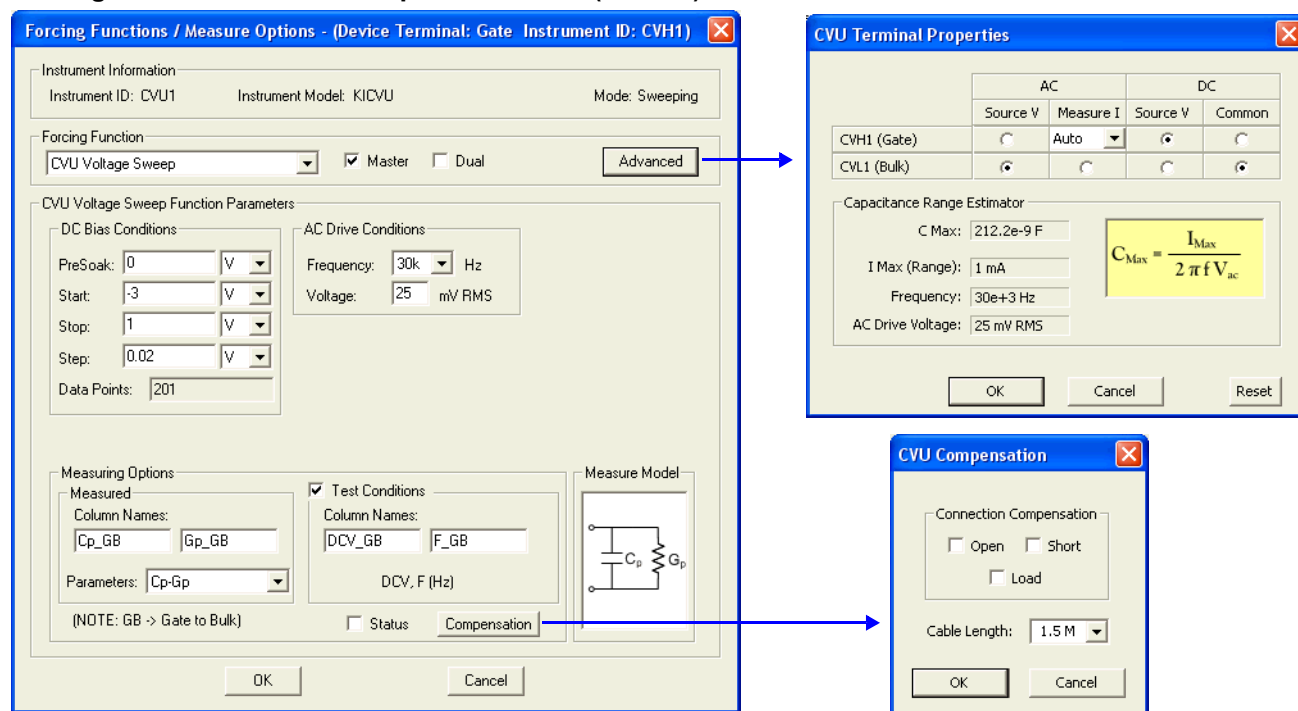 Forcing Functions / Measure Options - (Device Terminal: Gate Instrument ID: CVH1)
Instrument Information
Instrument ID: CVU1 Instrument Model: KICVU Mode: Sweeping
Forcing Function
CVU Voltage Sweep Master Dual Advanced
CVU Voltage Sweep Function Parameters
DC Bias Conditions
PreSoak: 0 V
Start: -3 V
Stop: 1 V
Step: 0.02 V
Data Points: 201
AC Drive Conditions
Frequency: 30k Hz
Voltage: 25 mV RMS
Measuring Options
Measured
Column Names:
Cp_GB Gp_GB
Parameters: Cp-Gp
(NOTE: GB -> Gate to Bulk)
Test Conditions
Column Names:
DCV_GB F_GB
DCV, F (Hz)
Status Compensation
Measure Model
Cp Gp
OK Cancel
CVU Terminal Properties
AC DC
Source V Measure I Source V Common
CVH1 (Gate) Auto
CVL1 (Bulk)
Capacitance Range Estimator
C Max: 212.2e-9 F
I Max (Range): 1 mA
Frequency: 30e+3 Hz
AC Drive Voltage: 25 mV RMS
CMax = IMax / 2 π f Vac
OK Cancel Reset
CVU Compensation
Connection Compensation
Open Short
Load
Cable Length: 1.5 M
OK Cancel